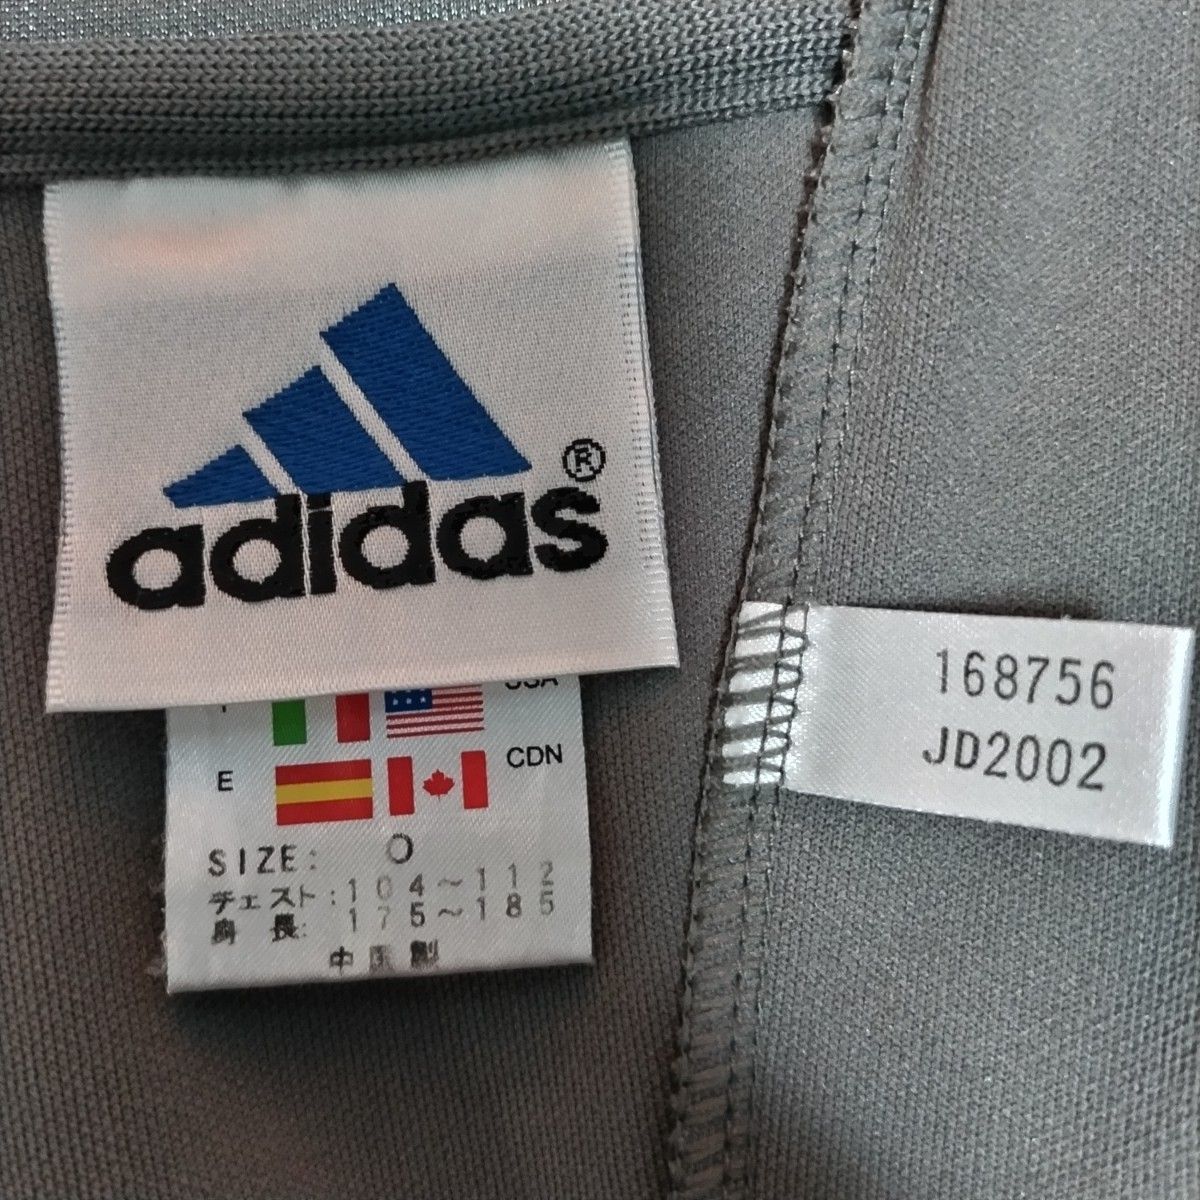 adidas®
USA
E CDN
SIZE: O
チェスト:104~112
身長:175~185
中国製
168756
JD2002